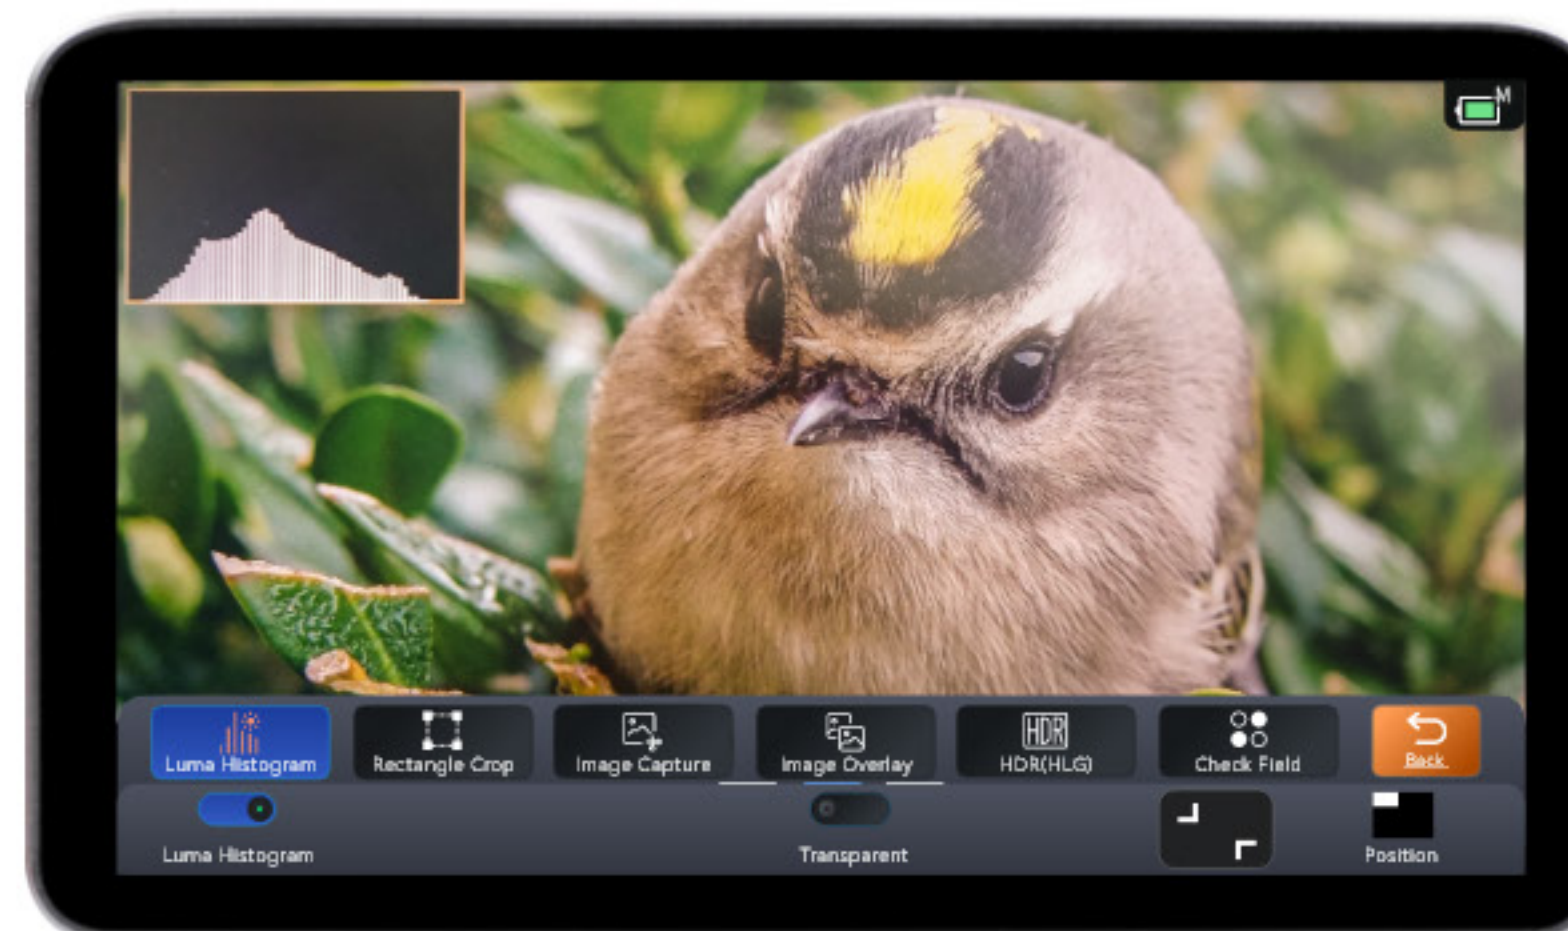 M
Luma Histogram
Rectangle Crop
Image Capture
Image Overlay
HDR
HDR(HLG)
Check Field
Back
Luma Histogram
Transparent
Position